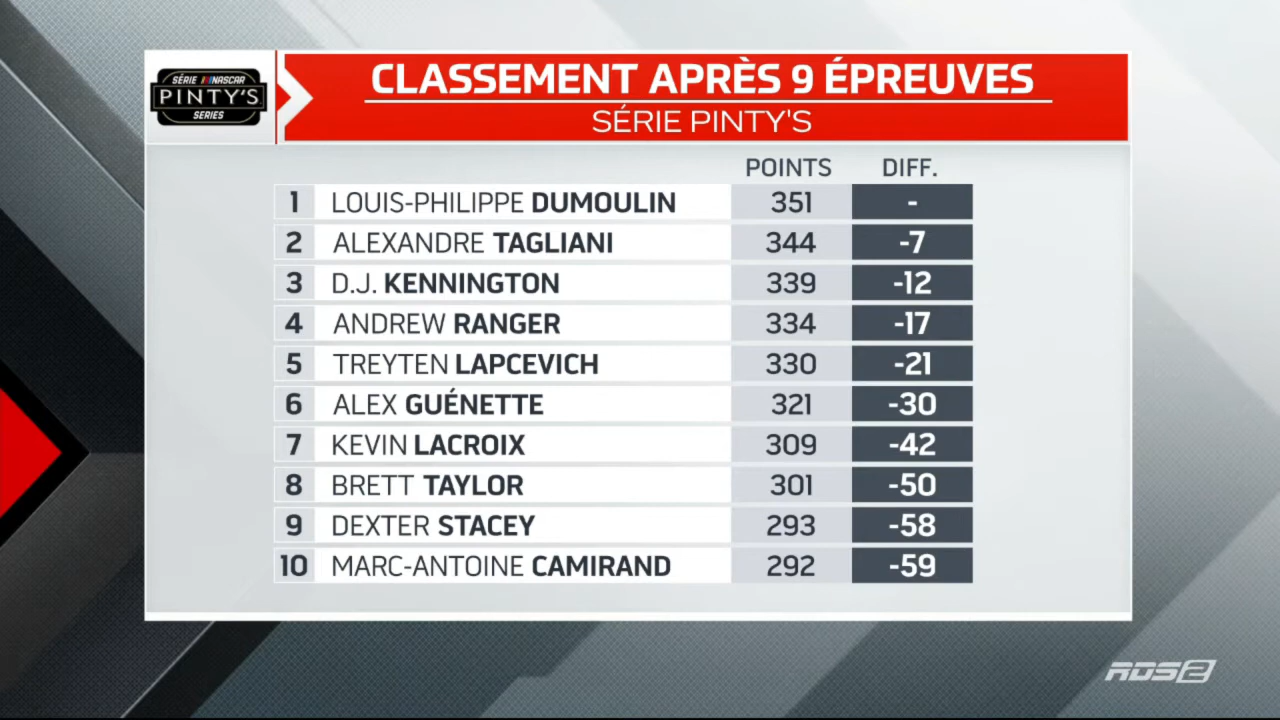 SÉRIE NASCAR
PINTY'S
SERIES
CLASSEMENT APRÈS 9 ÉPREUVES
SÉRIE PINTY'S
POINTS DIFF.
1 LOUIS-PHILIPPE DUMOULIN 351 -
2 ALEXANDRE TAGLIANI 344 -7
3 D.J. KENNINGTON 339 -12
4 ANDREW RANGER 334 -17
5 TREYTEN LAPCEVICH 330 -21
6 ALEX GUÉNETTE 321 -30
7 KEVIN LACROIX 309 -42
8 BRETT TAYLOR 301 -50
9 DEXTER STACEY 293 -58
10 MARC-ANTOINE CAMIRAND 292 -59
RDS2